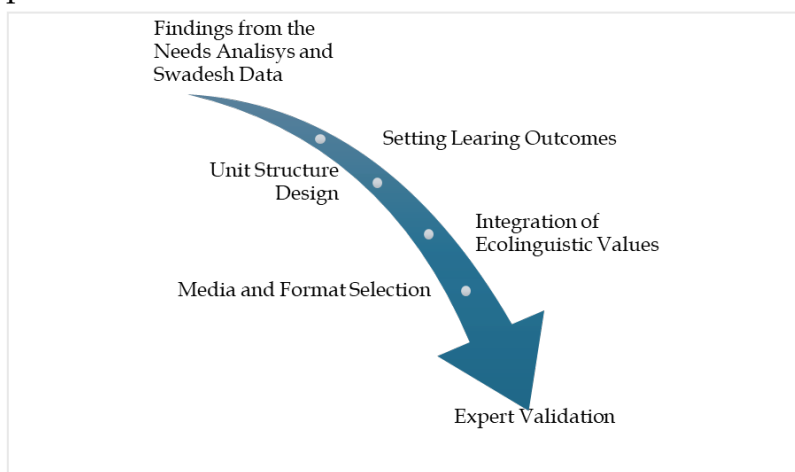 Findings from the
Needs Analisys and
Swadesh Data
Setting Learing Outcomes
Unit Structure
Design
Integration of
Ecolinguistic Values
Media and Format Selection
Expert Validation